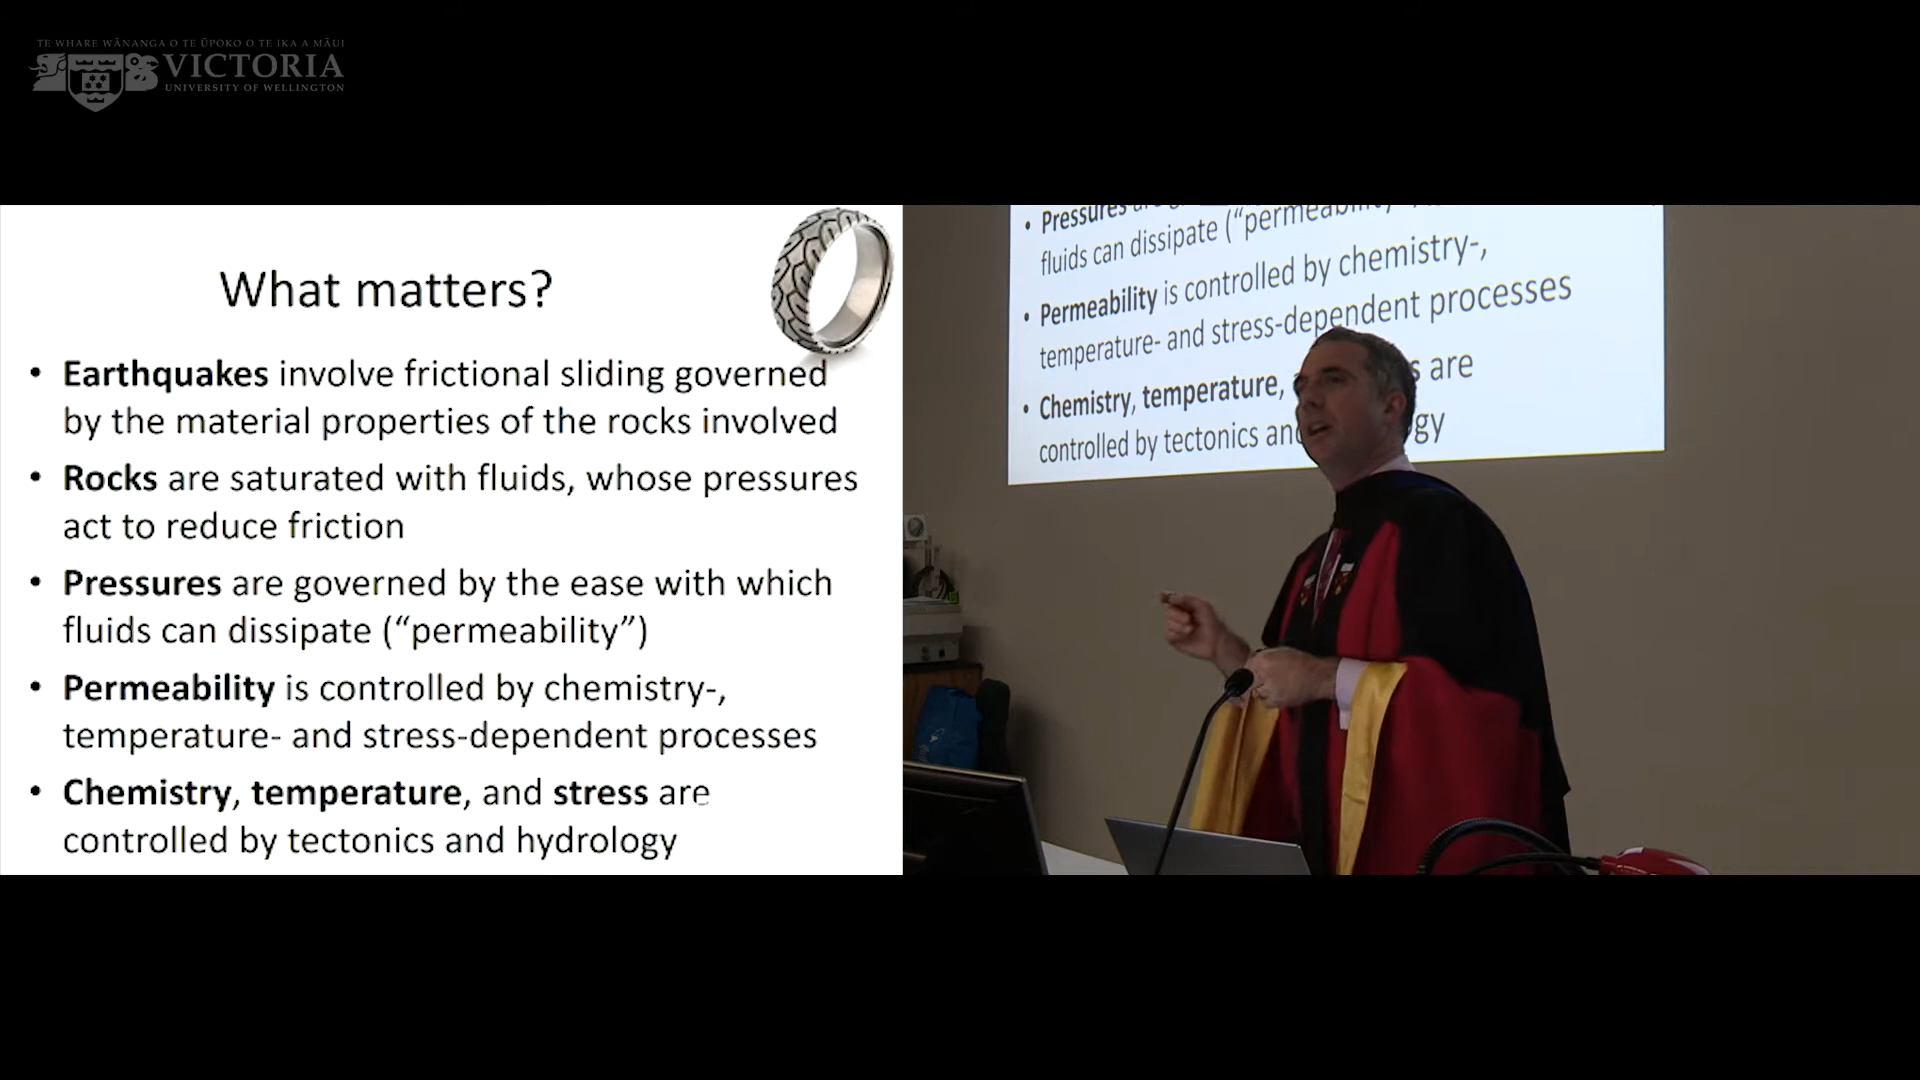 TE WHARE WĀNANGA O TE ŪPOKO O TE IKA A MĀUI
VICTORIA
UNIVERSITY OF WELLINGTON
What matters?
• Earthquakes involve frictional sliding governed
by the material properties of the rocks involved
• Rocks are saturated with fluids, whose pressures
act to reduce friction
• Pressures are governed by the ease with which
fluids can dissipate (“permeability”)
• Permeability is controlled by chemistry-,
temperature- and stress-dependent processes
• Chemistry, temperature, and stress are
controlled by tectonics and hydrology
• Pressures
fluids can dissipate (“permeability
• Permeability is controlled by chemistry-,
temperature- and stress-dependent processes
• Chemistry, temperature, are
controlled by tectonics